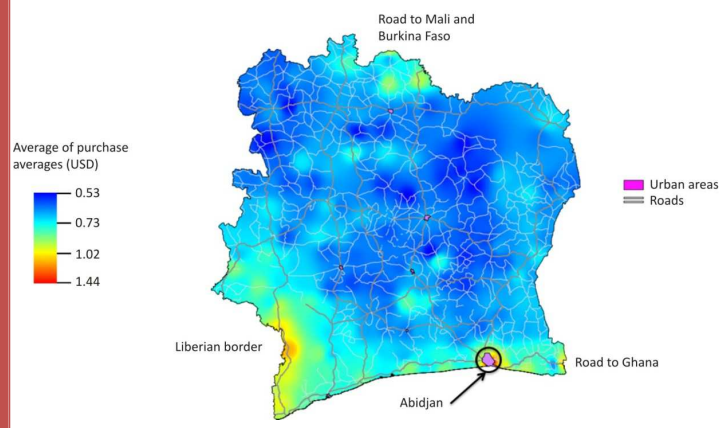 Road to Mali and
Burkina Faso
Average of purchase
averages (USD)
0.53
0.73
1.02
1.44
Urban areas
Roads
Liberian border
Road to Ghana
Abidjan